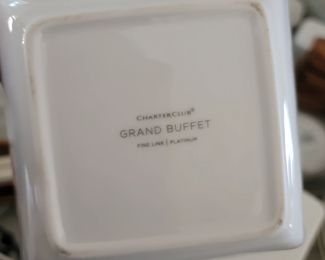 CHARTERCLUB®
GRAND BUFFET
FINE LINE | PLATINUM